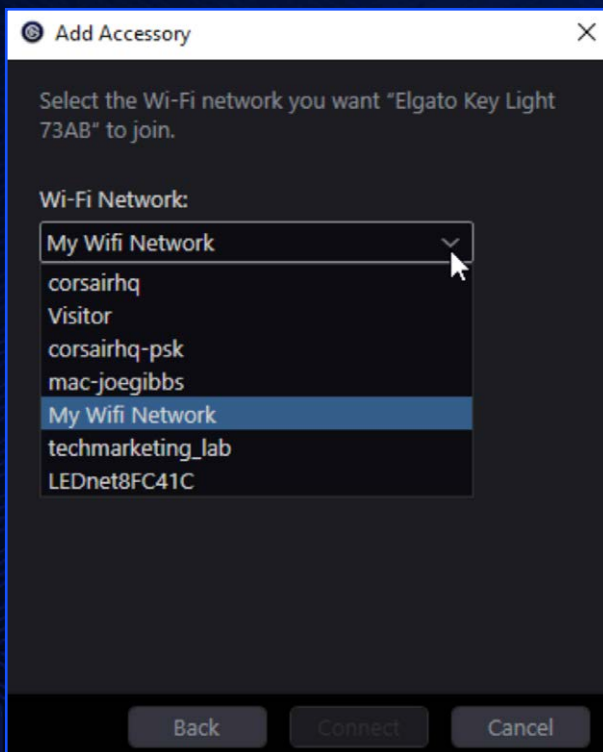 Add Accessory
Select the Wi-Fi network you want "Elgato Key Light
73AB" to join.
Wi-Fi Network:
My Wifi Network
corsairhq
Visitor
corsairhq-psk
mac-joegibbs
My Wifi Network
techmarketing_lab
LEDnet8FC41C
Back
Connect
Cancel